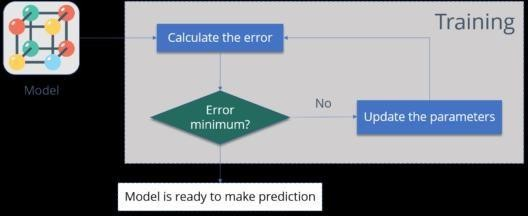 Training
Calculate the error
Model
Error
minimum?
No
Update the parameters
Model is ready to make prediction